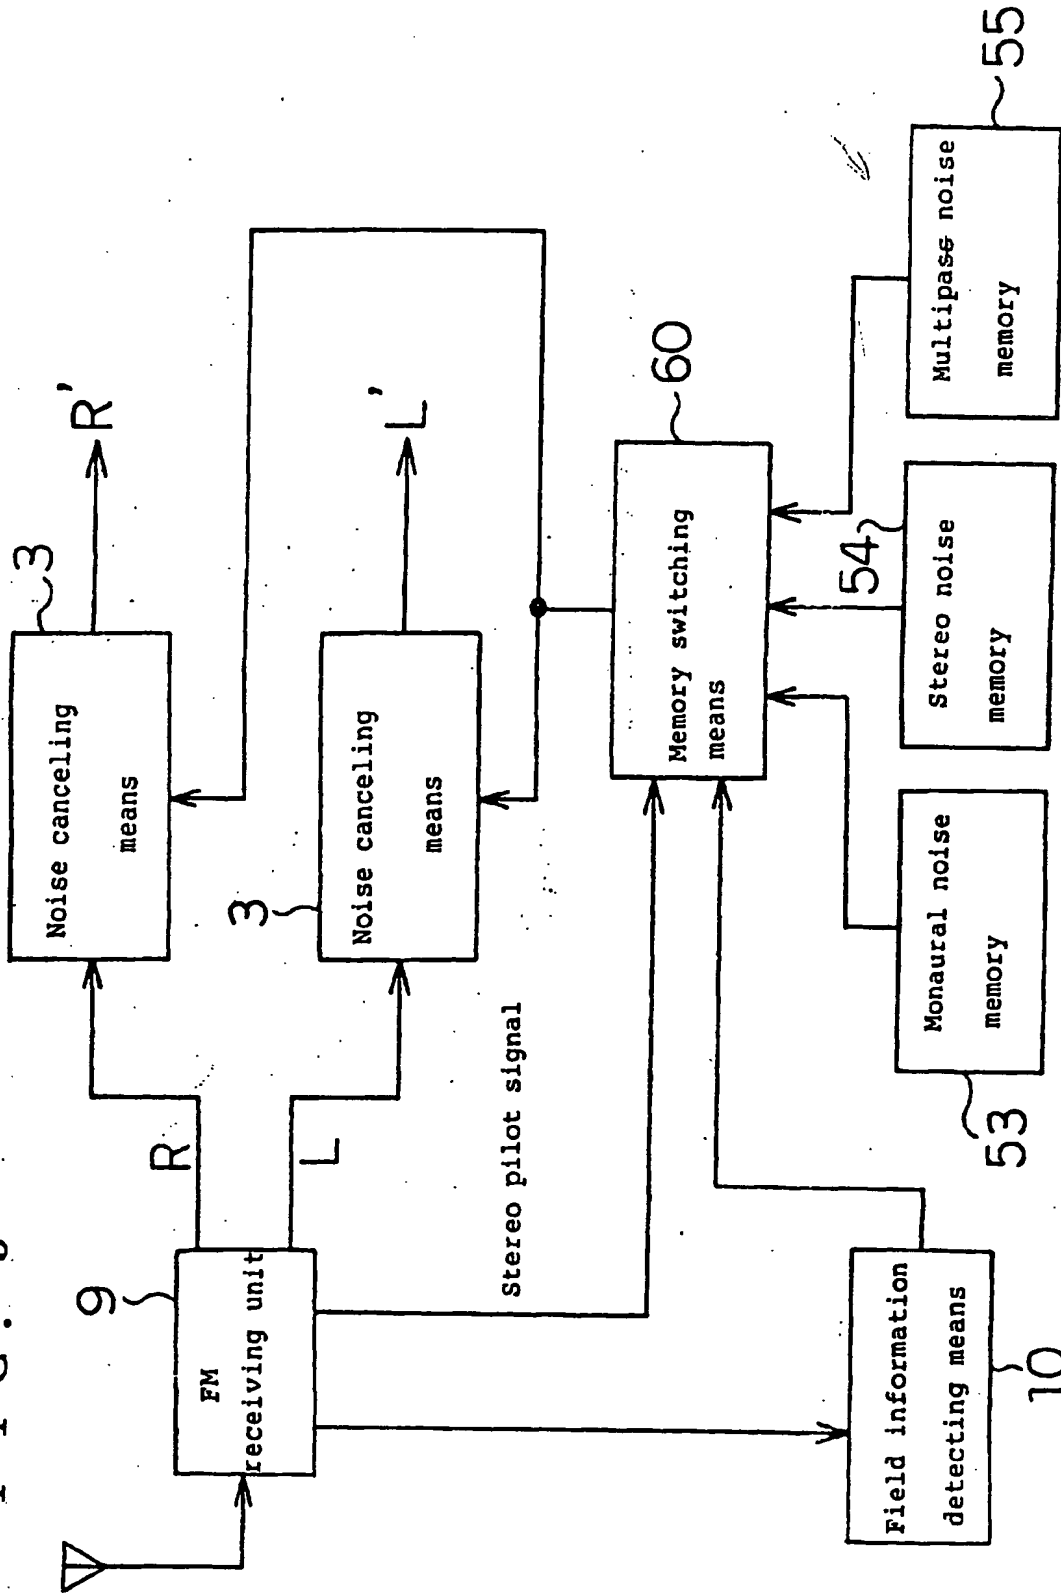 F I G .
3
Noise canceling
means
R'
9
FM
receiving unit
R
L
3
Noise canceling
means
L'
Stereo pilot signal
60
Memory switching
means
Field information
detecting means
10
53
Monaural noise
memory
54
Stereo noise
memory
55
Multipass noise
memory